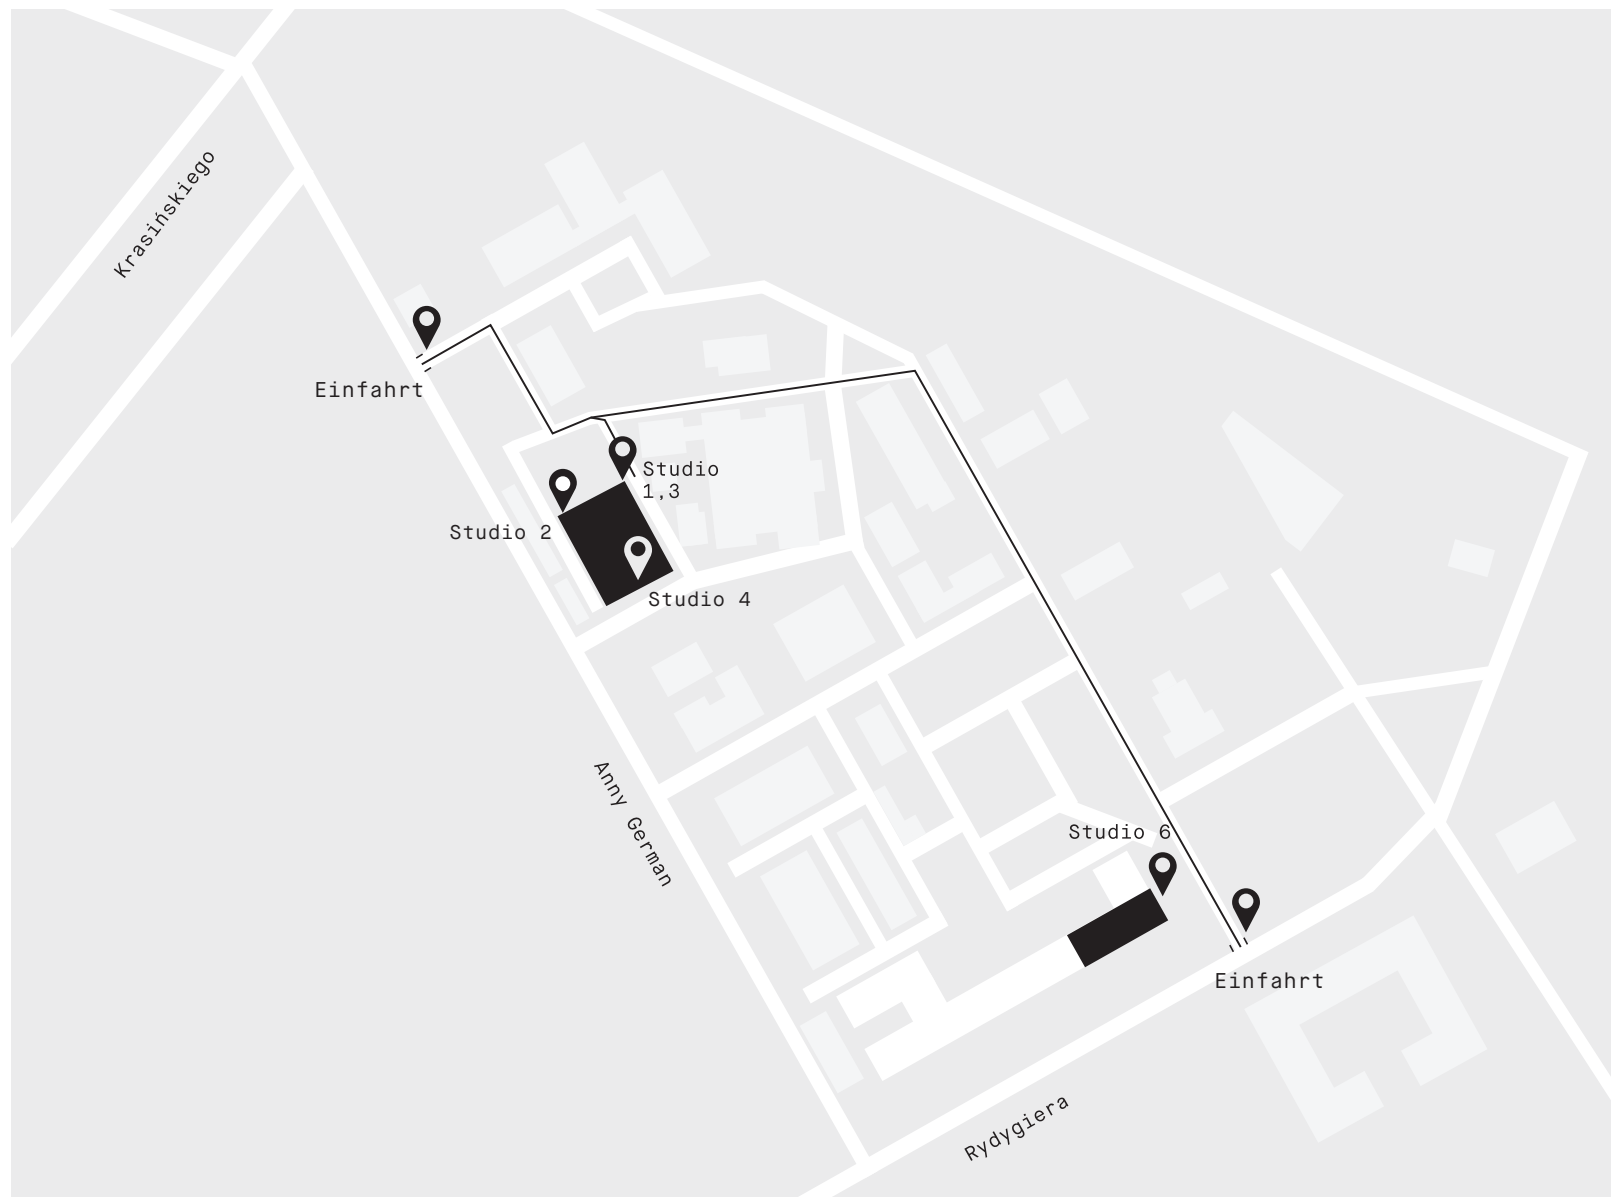 Krasińskiego
Einfahrt
Studio
1,3
Studio 2
Studio 4
Anny German
Studio 6
Einfahrt
Rydygiera